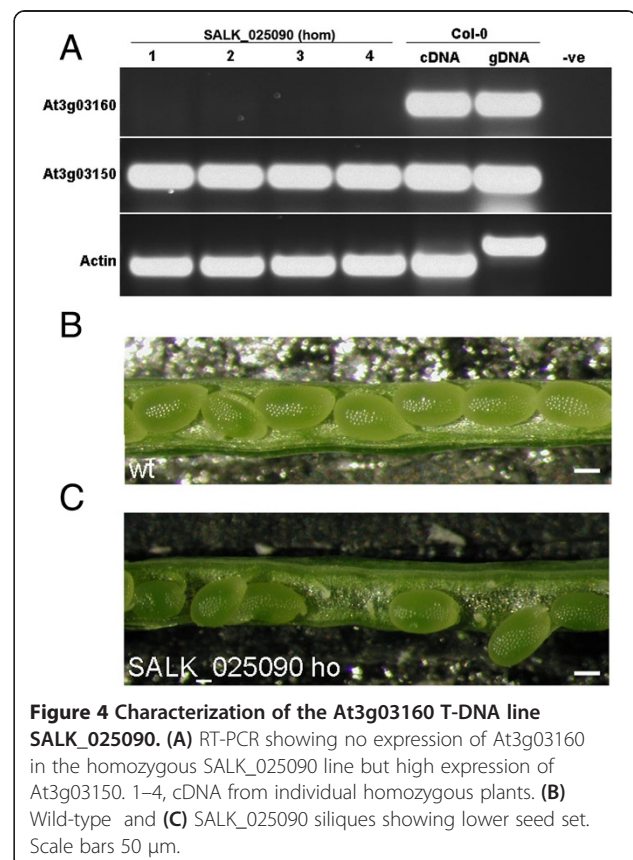 A
SALK_025090 (hom)
Col-0
1 2 3 4 cDNA gDNA -ve
At3g03160
At3g03150
Actin
B
wt
C
SALK_025090 ho
Figure 4 Characterization of the At3g03160 T-DNA line
SALK_025090. (A) RT-PCR showing no expression of At3g03160
in the homozygous SALK_025090 line but high expression of
At3g03150. 1–4, cDNA from individual homozygous plants. (B)
Wild-type and (C) SALK_025090 siliques showing lower seed set.
Scale bars 50 μm.